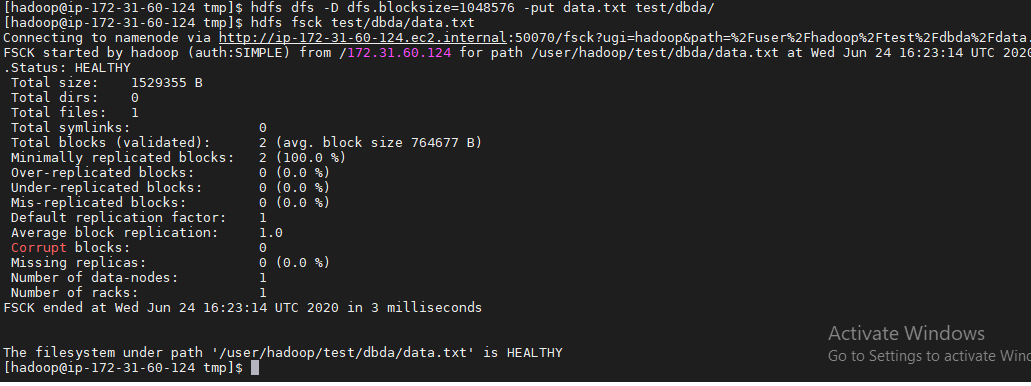 [hadoop@ip-172-31-60-124 tmp]$ hdfs dfs -D dfs.blocksize=1048576 -put data.txt test/dbda/
[hadoop@ip-172-31-60-124 tmp]$ hdfs fsck test/dbda/data.txt
Connecting to namenode via http://ip-172-31-60-124.ec2.internal:50070/fsck?ugi=hadoop&path=%2Fuser%2Fhadoop%2Ftest%2Fdbda%2Fdata.
FSCK started by hadoop (auth:SIMPLE) from /172.31.60.124 for path /user/hadoop/test/dbda/data.txt at Wed Jun 24 16:23:14 UTC 2020
.Status: HEALTHY
Total size:    1529355 B
Total dirs:    0
Total files:   1
Total symlinks:                0
Total blocks (validated):      2 (avg. block size 764677 B)
Minimally replicated blocks:   2 (100.0 %)
Over-replicated blocks:        0 (0.0 %)
Under-replicated blocks:       0 (0.0 %)
Mis-replicated blocks:         0 (0.0 %)
Default replication factor:    1
Average block replication:     1.0
Corrupt blocks:                0
Missing replicas:              0 (0.0 %)
Number of data-nodes:          1
Number of racks:               1
FSCK ended at Wed Jun 24 16:23:14 UTC 2020 in 3 milliseconds
The filesystem under path '/user/hadoop/test/dbda/data.txt' is HEALTHY
[hadoop@ip-172-31-60-124 tmp]$
Activate Windows
Go to Settings to activate Wind